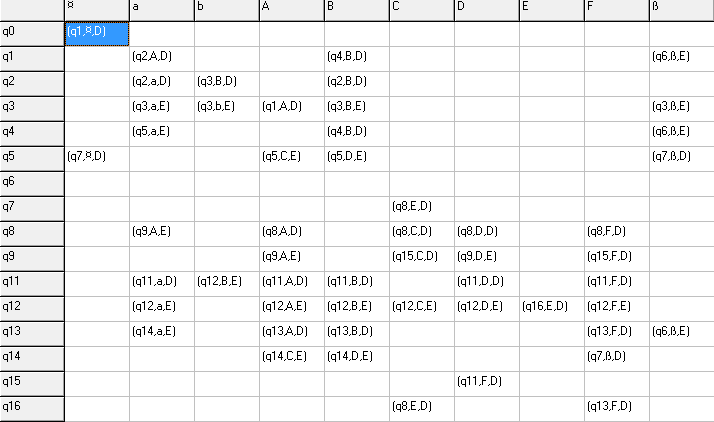 ¤ a b A B C D E F ß
q0 (q1,¤,D)
q1 (q2,A,D) (q4,B,D) (q6,ß,E)
q2 (q2,a,D) (q3,B,D) (q2,B,D)
q3 (q3,a,E) (q3,b,E) (q1,A,D) (q3,B,E) (q3,ß,E)
q4 (q5,a,E) (q4,B,D) (q6,ß,E)
q5 (q7,¤,D) (q5,C,E) (q5,D,E) (q7,ß,D)
q6
q7 (q8,E,D)
q8 (q9,A,E) (q8,A,D) (q8,C,D) (q8,D,D) (q8,F,D)
q9 (q9,A,E) (q15,C,D) (q9,D,E) (q15,F,D)
q11 (q11,a,D) (q12,B,E) (q11,A,D) (q11,B,D) (q11,D,D) (q11,F,D)
q12 (q12,a,E) (q12,A,E) (q12,B,E) (q12,C,E) (q12,D,E) (q16,E,D) (q12,F,E)
q13 (q14,a,E) (q13,A,D) (q13,B,D) (q13,F,D) (q6,ß,E)
q14 (q14,C,E) (q14,D,E) (q7,ß,D)
q15 (q11,F,D)
q16 (q8,E,D) (q13,F,D)